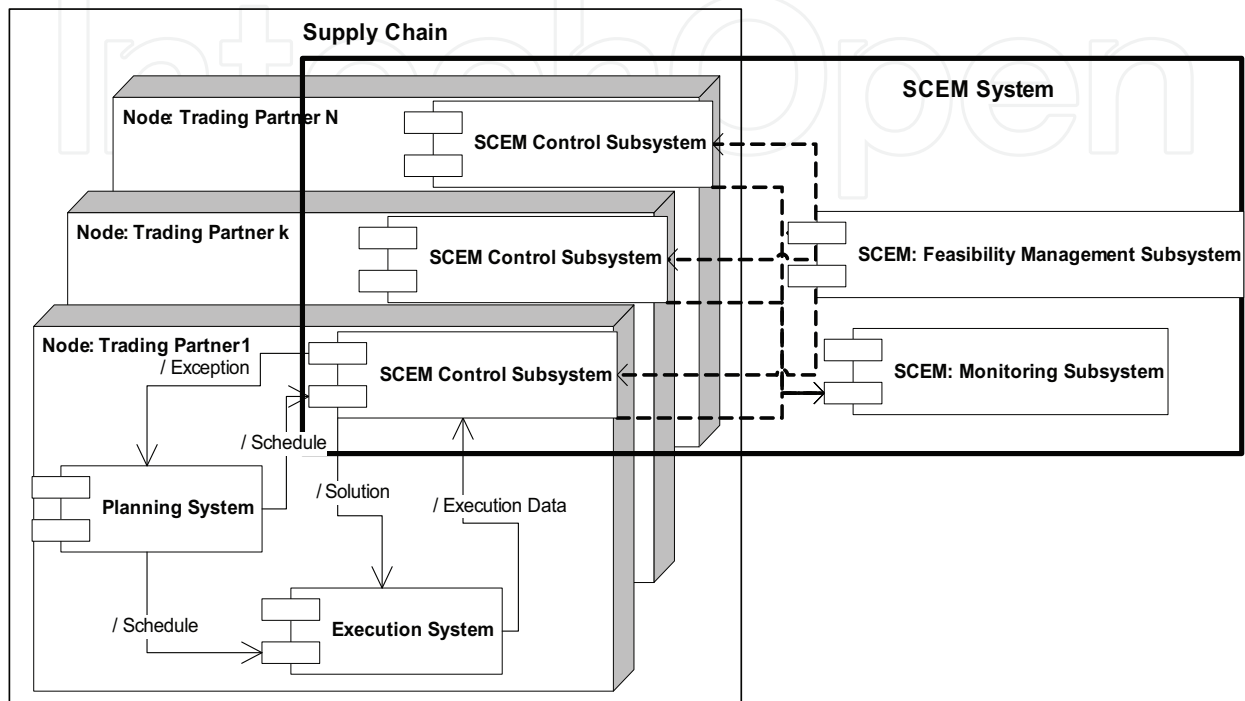 IntechOpen
Supply Chain
SCEM System
Node: Trading Partner N
SCEM Control Subsystem
Node: Trading Partner k
SCEM Control Subsystem
SCEM: Feasibility Management Subsystem
Node: Trading Partner1
/ Exception
SCEM Control Subsystem
SCEM: Monitoring Subsystem
/ Schedule
Planning System
/ Solution
/ Execution Data
/ Schedule
Execution System